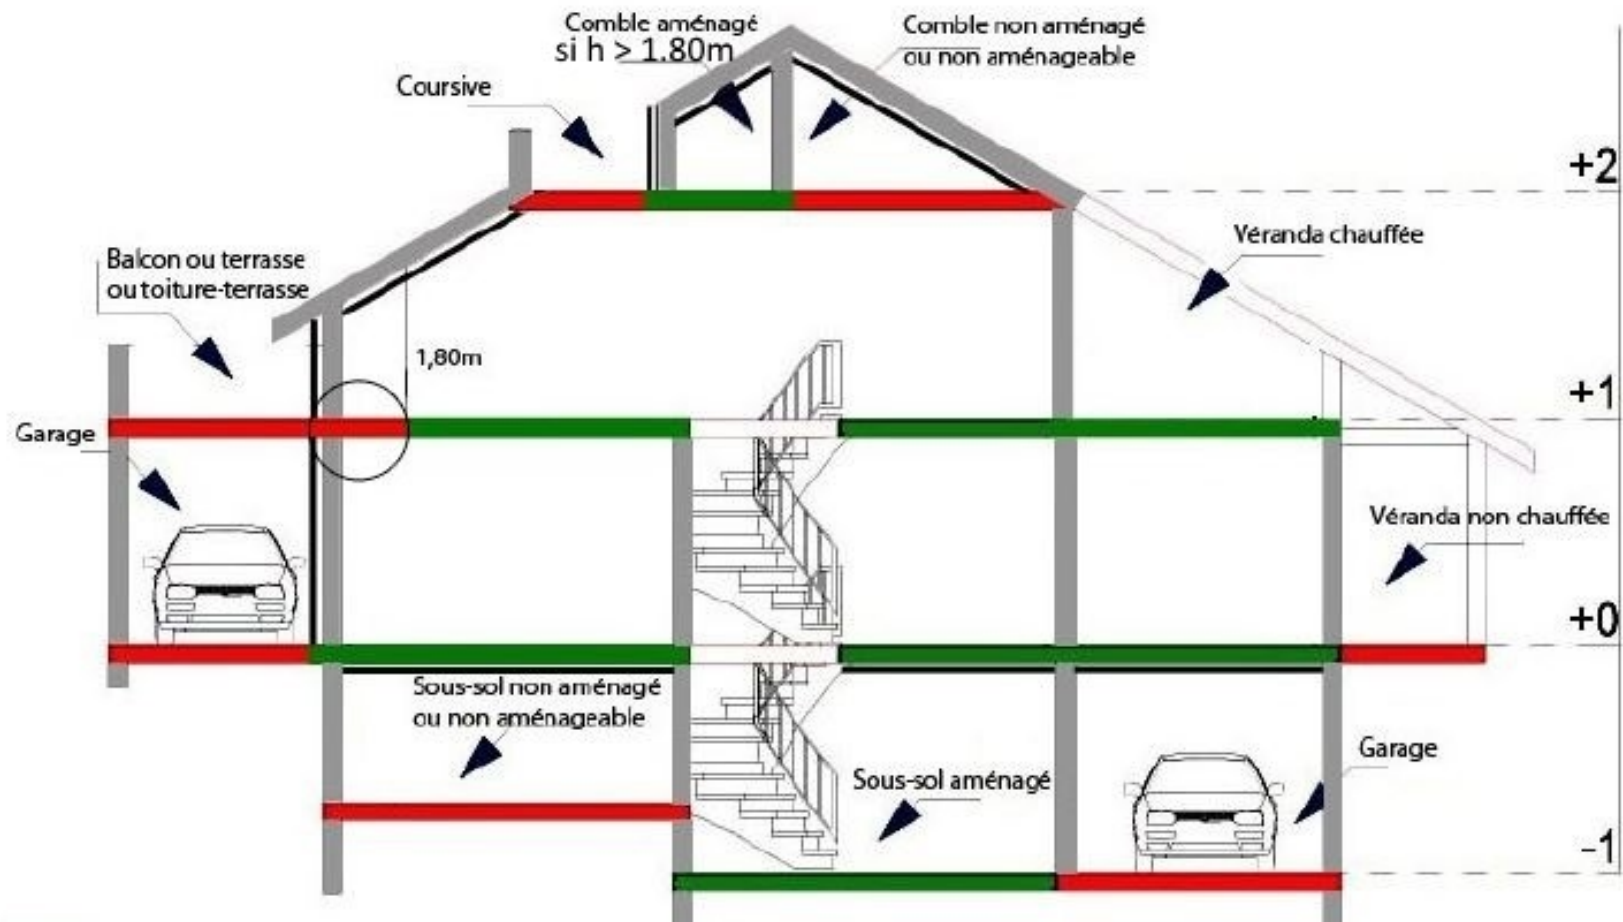 Comble aménagé
si h > 1.80m
Comble non aménagé
ou non aménageable
Coursive
+2
Véranda chauffée
Balcon ou terrasse
ou toiture-terrasse
1,80m
+1
Garage
Véranda non chauffée
+0
Sous-sol non aménagé
ou non aménageable
Garage
Sous-sol aménagé
-1